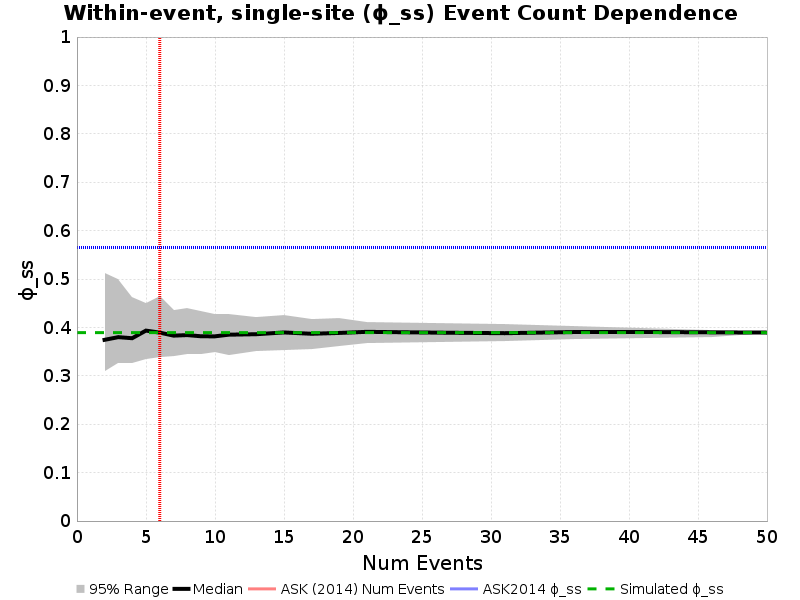 Within-event, single-site (ϕ_ss) Event Count Dependence
1
0.9
0.8
0.7
0.6
0.5
0.4
0.3
0.2
0.1
0
ϕ_ss
0 5 10 15 20 25 30 35 40 45 50
Num Events
95% Range Median ASK (2014) Num Events ASK2014 ϕ_ss Simulated ϕ_ss